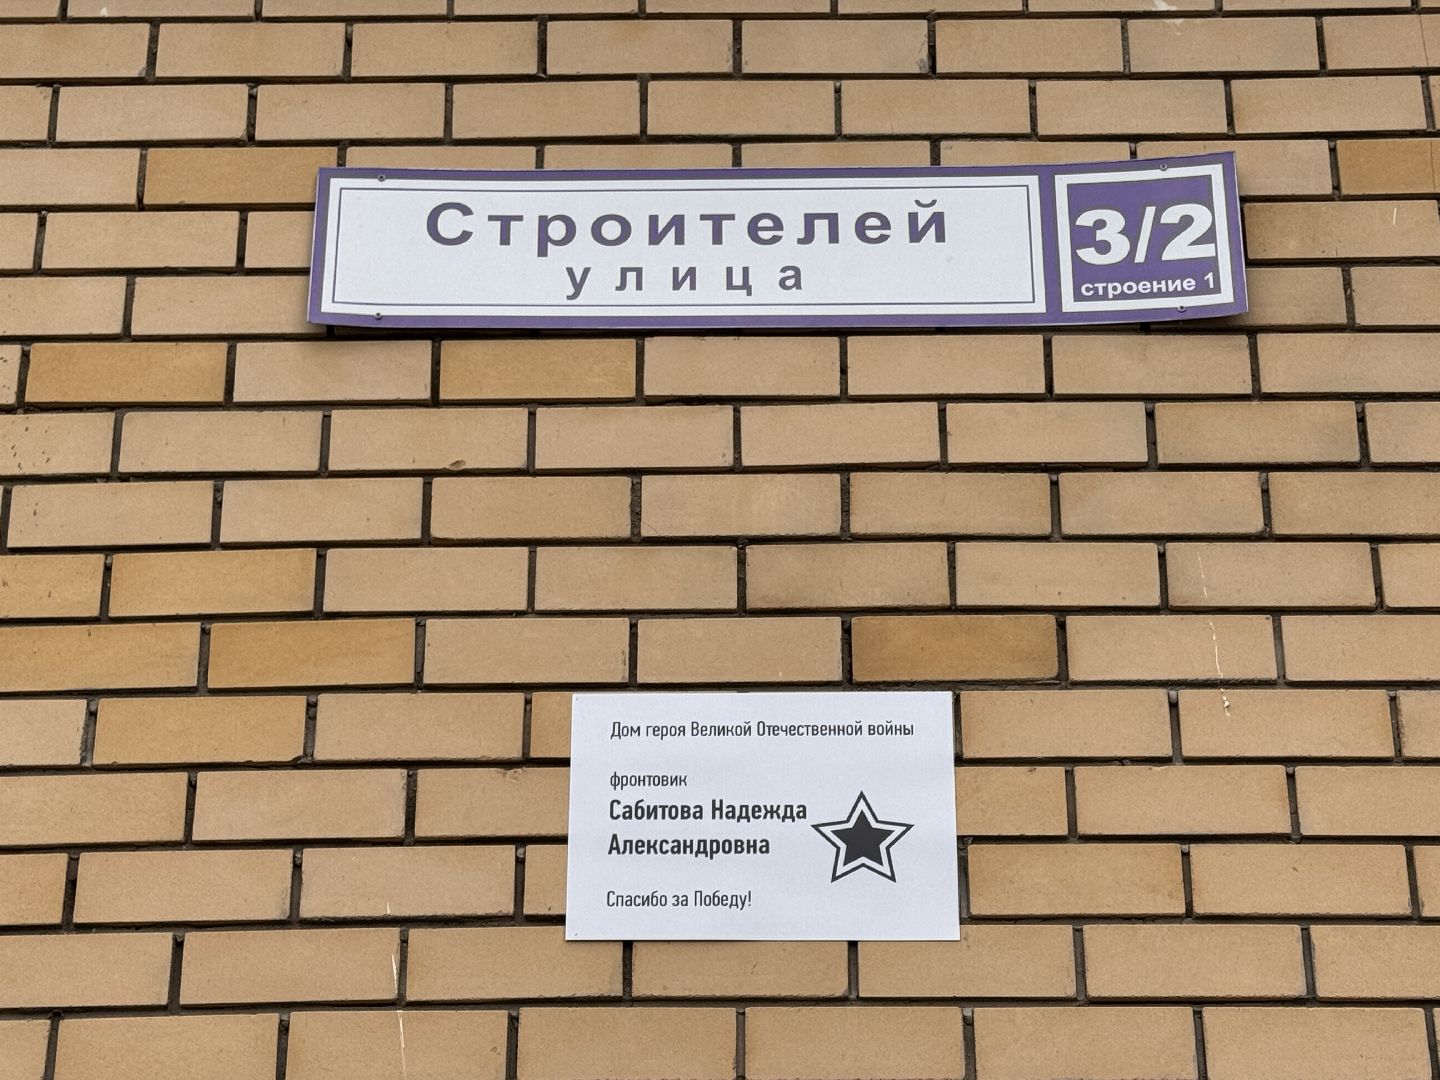 Строителей
улица
3/2
строение 1
Дом героя Великой Отечественной войны
фронтовик
Сабитова Надежда
Александровна
Спасибо за Победу!